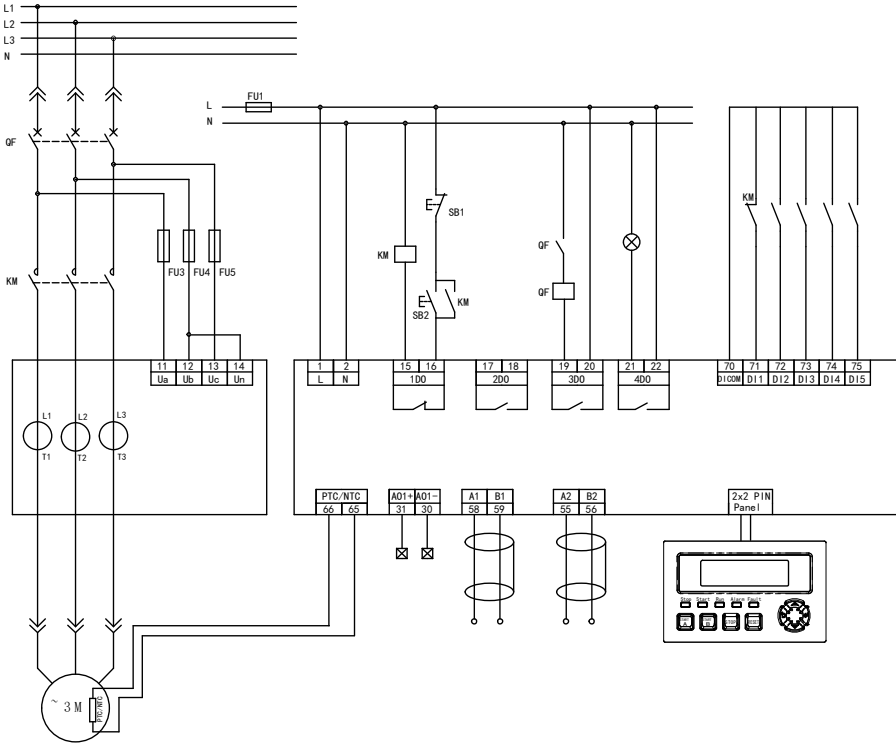 L1
L2
L3
N
L
FU1
N
QF
SB1
KM
FU3
FU4
FU5
KM
QF
QF
KM
SB2
KM
11
12
13
14
Ua
Ub
Uc
Un
1
2
15
16
17
18
19
20
21
22
70
71
72
73
74
75
L
N
1DO
2DO
3DO
4DO
DICOM
DI1
DI2
DI3
DI4
DI5
L1
L2
L3
T1
T2
T3
PTC/NTC
AO1+
AO1-
A1
B1
A2
B2
2x2 PIN
Panel
66
65
31
30
58
59
55
56
Stop
Start
Run
Alarm
Fault
START
A
START
B
STOP
RESET
~ 3 M
PTC/NTC